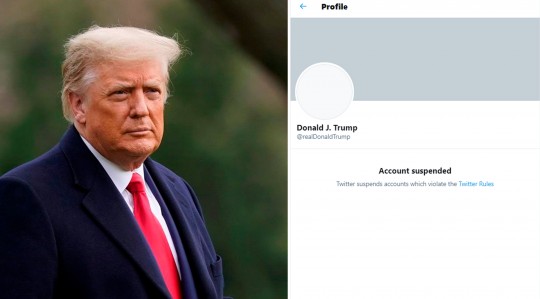 Profile
Donald J. Trump
@realDonaldTrump
Account suspended
Twitter suspends accounts which violate the Twitter Rules